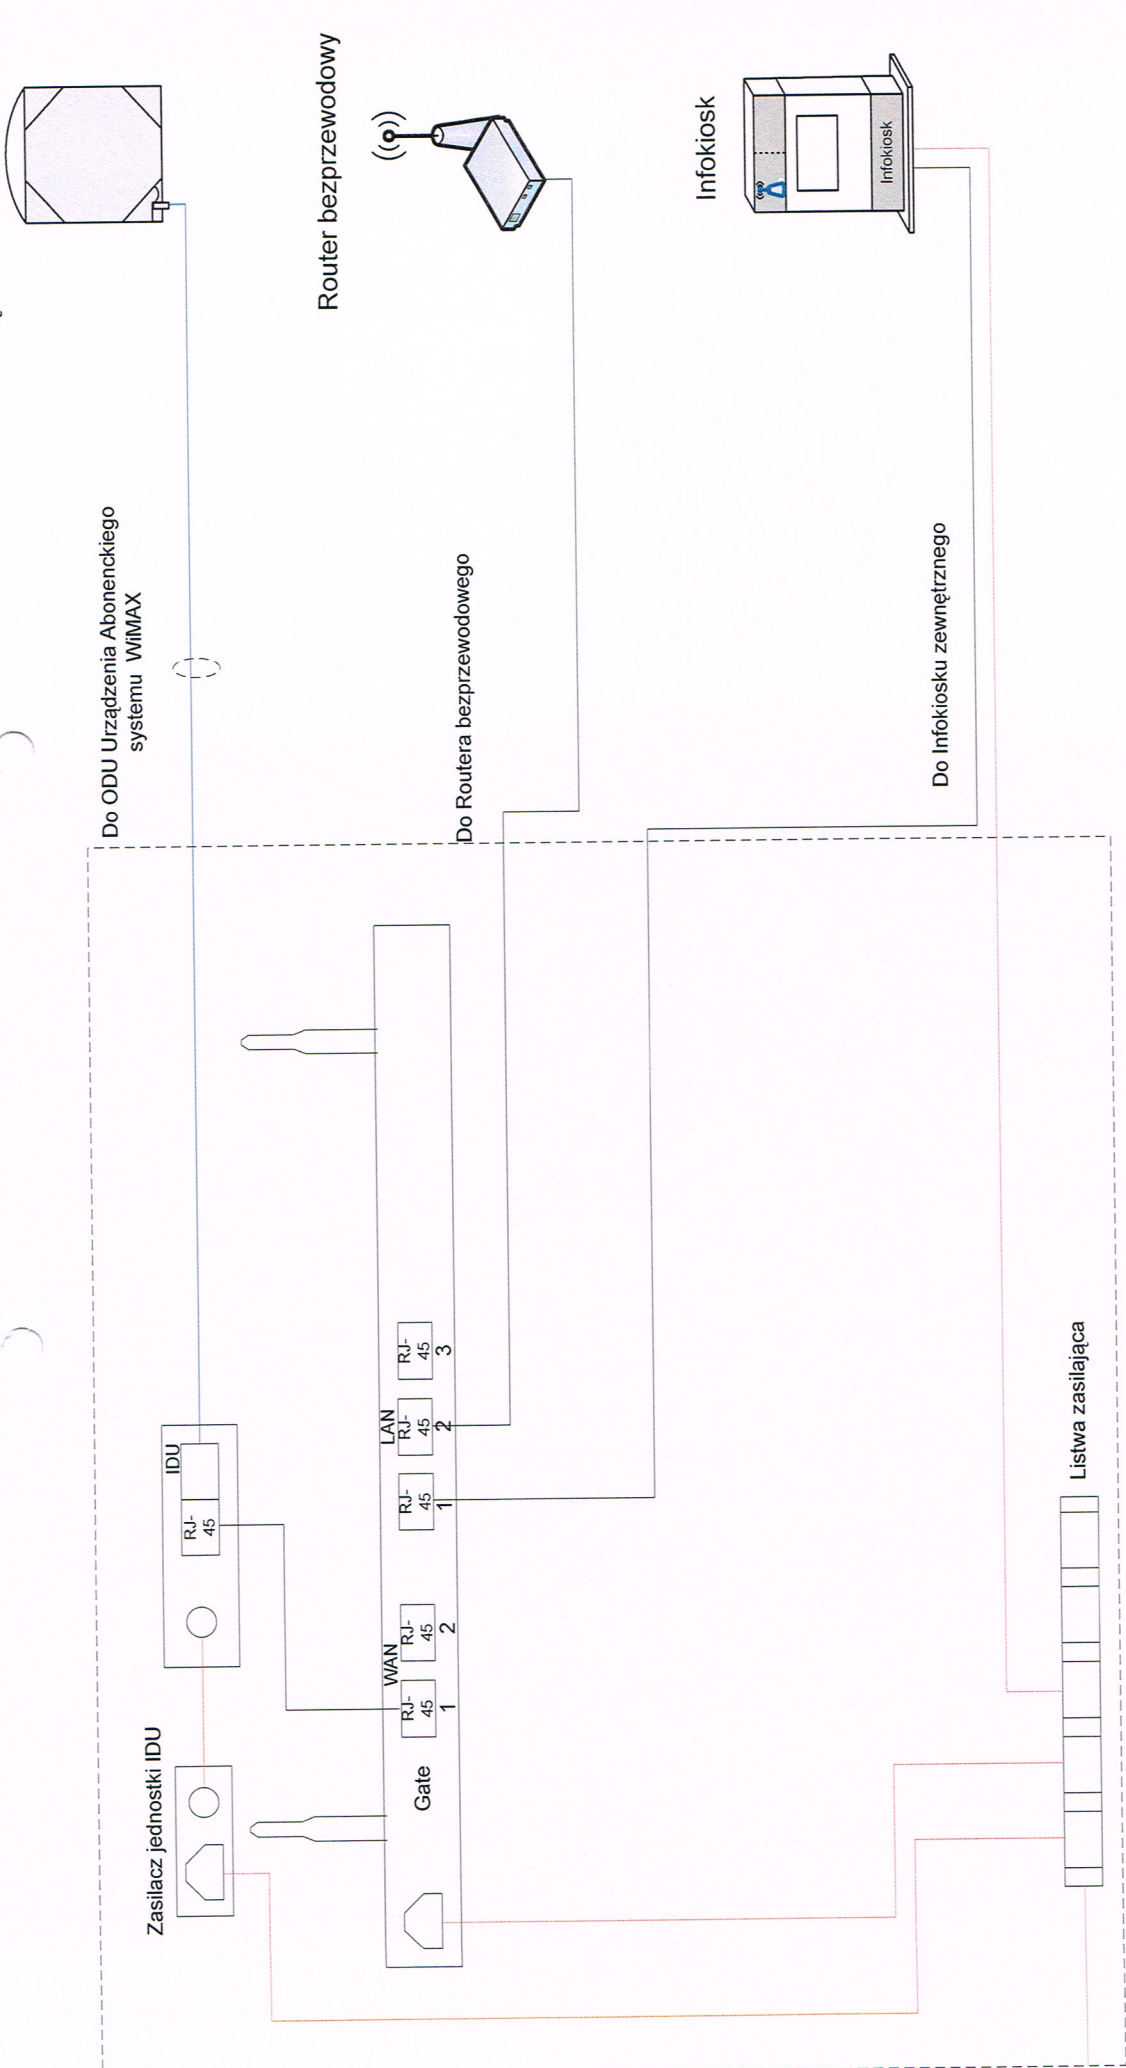 Do ODU Urządzenia Abonenckiego
systemu WiMAX
Router bezprzewodowy
Do Routera bezprzewodowego
Infokiosk
Infokiosk
Do Infokiosku zewnętrznego
Zasilacz jednostki IDU
IDU
RJ-
45
Gate
WAN
RJ-
45
1
RJ-
45
2
LAN
RJ-
45
1
RJ-
45
2
RJ-
45
3
Listwa zasilająca